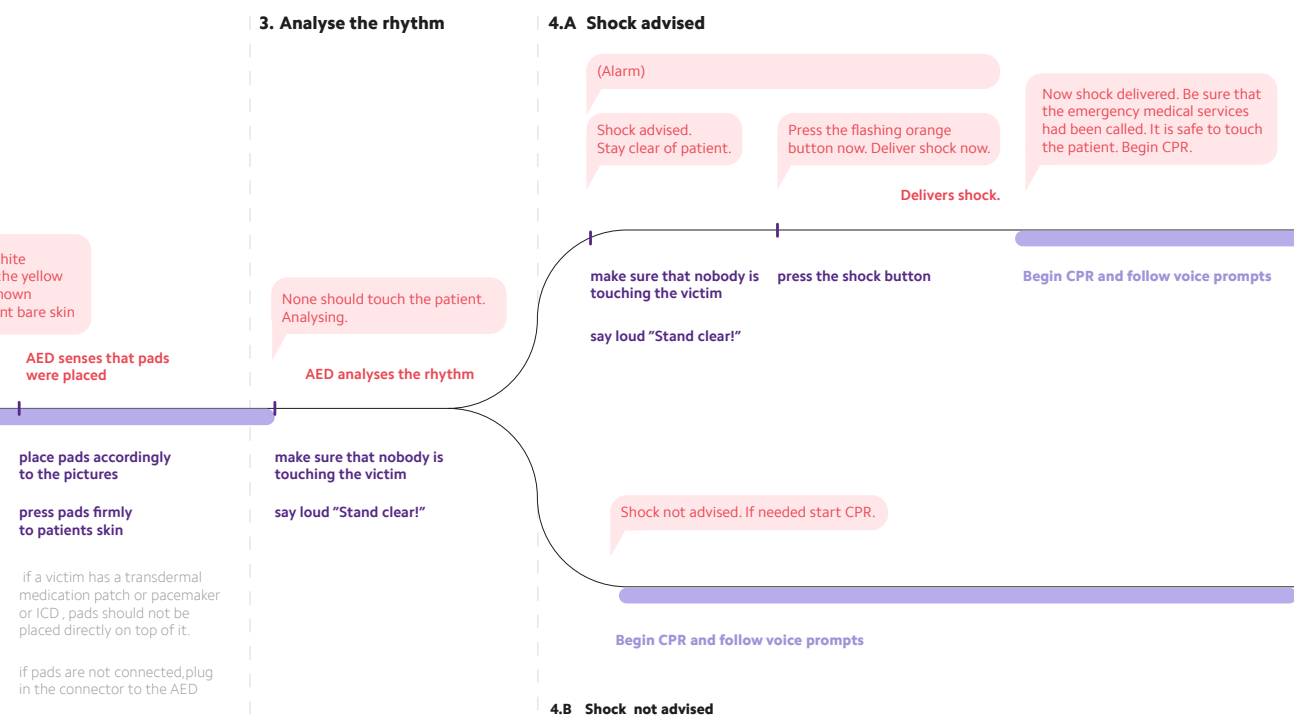 3. Analyse the rhythm
4.A Shock advised
(Alarm)
Shock advised.
Stay clear of patient.
Press the flashing orange
button now. Deliver shock now.
Now shock delivered. Be sure that
the emergency medical services
had been called. It is safe to touch
the patient. Begin CPR.
Delivers shock.
make sure that nobody is
touching the victim
say loud "Stand clear!"
press the shock button
Begin CPR and follow voice prompts
the yellow
nt bare skin
AED senses that pads
were placed
None should touch the patient.
Analysing.
AED analyses the rhythm
place pads accordingly
to the pictures
press pads firmly
to patients skin
if a victim has a transdermal
medication patch or pacemaker
or ICD , pads should not be
placed directly on top of it.
if pads are not connected,plug
in the connector to the AED
make sure that nobody is
touching the victim
say loud "Stand clear!"
Shock not advised. If needed start CPR.
Begin CPR and follow voice prompts
4.B Shock not advised